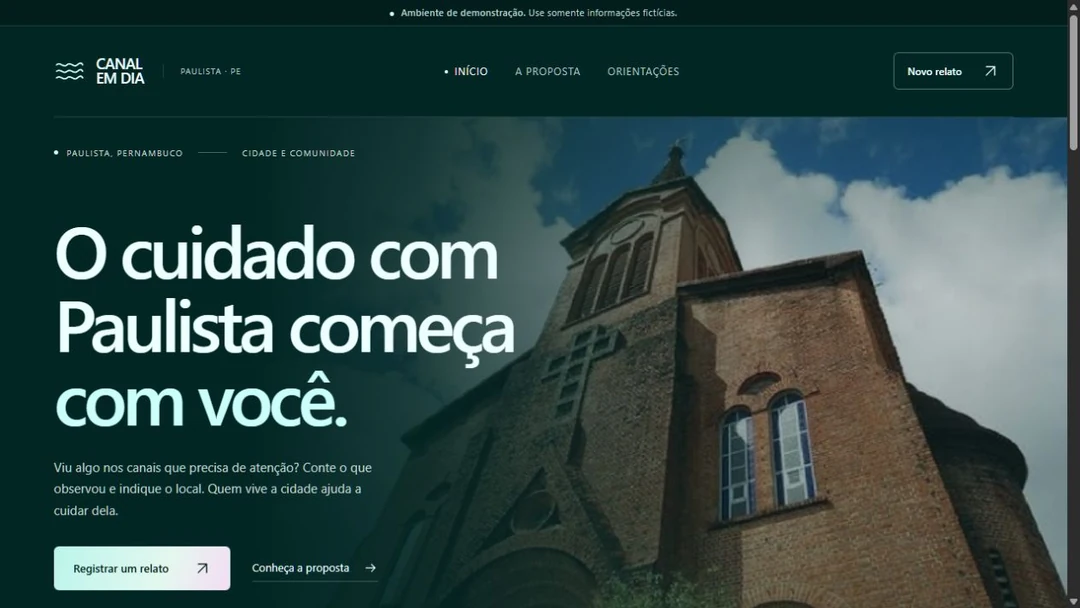 Ambiente de demonstração. Use somente informações fictícias.
CANAL
EM DIA
PAULISTA · PE
INÍCIO
A PROPOSTA
ORIENTAÇÕES
Novo relato
PAULISTA, PERNAMBUCO
CIDADE E COMUNIDADE
O cuidado com
Paulista começa
com você.
Viu algo nos canais que precisa de atenção? Conte o que
observou e indique o local. Quem vive a cidade ajuda a
cuidar dela.
Registrar um relato
Conheça a proposta